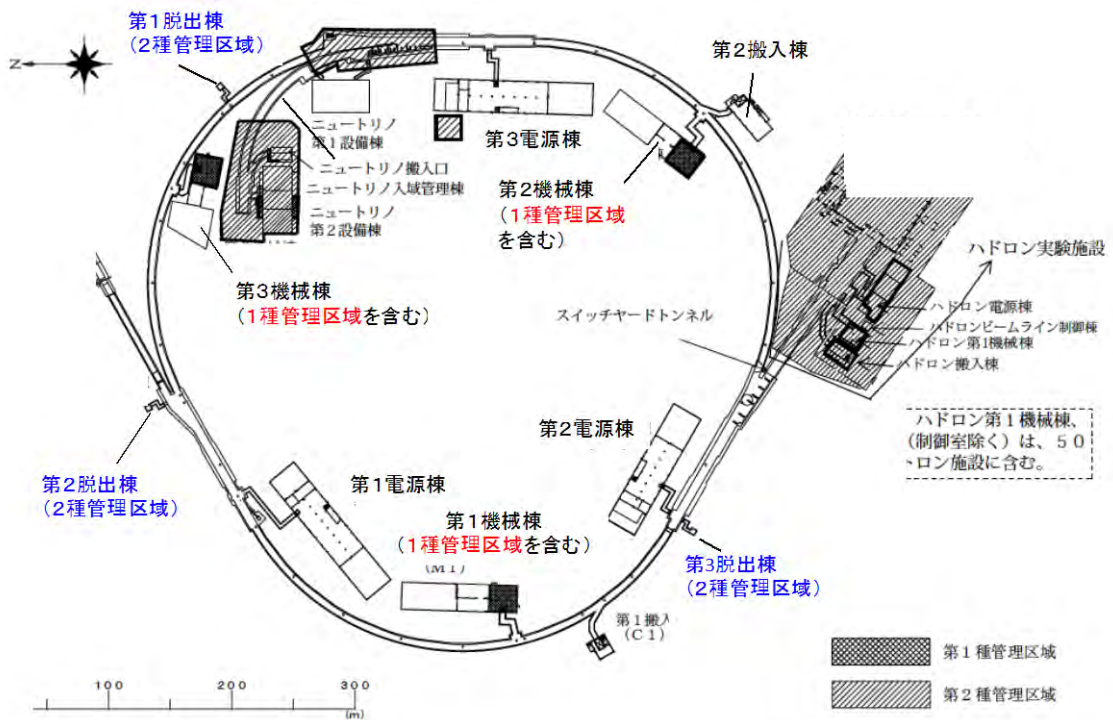 第1脱出棟
(2種管理区域)
第2搬入棟
N
ニュートリノ
第1設備棟
ニュートリノ搬入口
ニュートリノ入域管理棟
ニュートリノ
第2設備棟
第3電源棟
第2機械棟
(1種管理区域
を含む)
ハドロン実験施設
第3機械棟
(1種管理区域を含む)
スイッチヤードトンネル
ハドロン電源棟
ハドロンビームライン制御棟
ハドロン第1機械棟
ハドロン搬入棟
ハドロン第1機械棟、
(制御室除く)は、50
ロン施設に含む。
第2電源棟
第2脱出棟
(2種管理区域)
第1電源棟
第1機械棟
(1種管理区域を含む)
(M1)
第3脱出棟
(2種管理区域)
第1搬入
(C1)
第1種管理区域
第2種管理区域
100 200 300
(m)